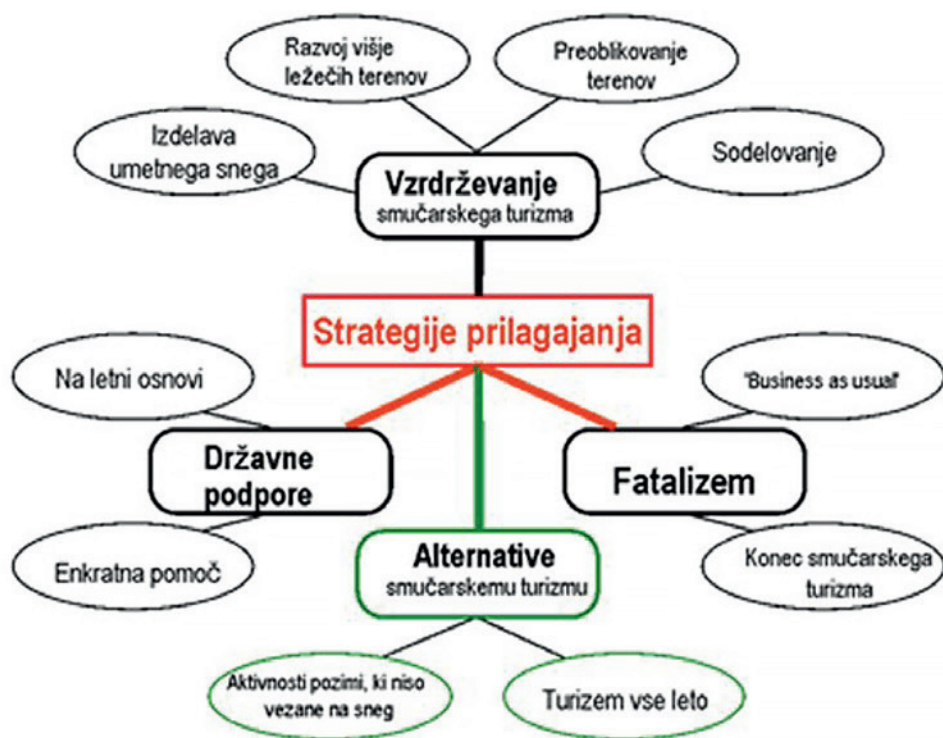 Razvoj višje
ležečih terenov
Preoblikovanje
terenov
Izdelava
umetnega snega
Sodelovanje
Vzrdrževanje
smučarskega turizma
Strategije prilagajanja
Na letni osnovi
"Business as usual"
Državne
podpore
Fatalizem
Enkratna pomoč
Alternative
smučarskemu turizmu
Konec smučarskega
turizma
Aktivnosti pozimi, ki niso
vezane na sneg
Turizem vse leto